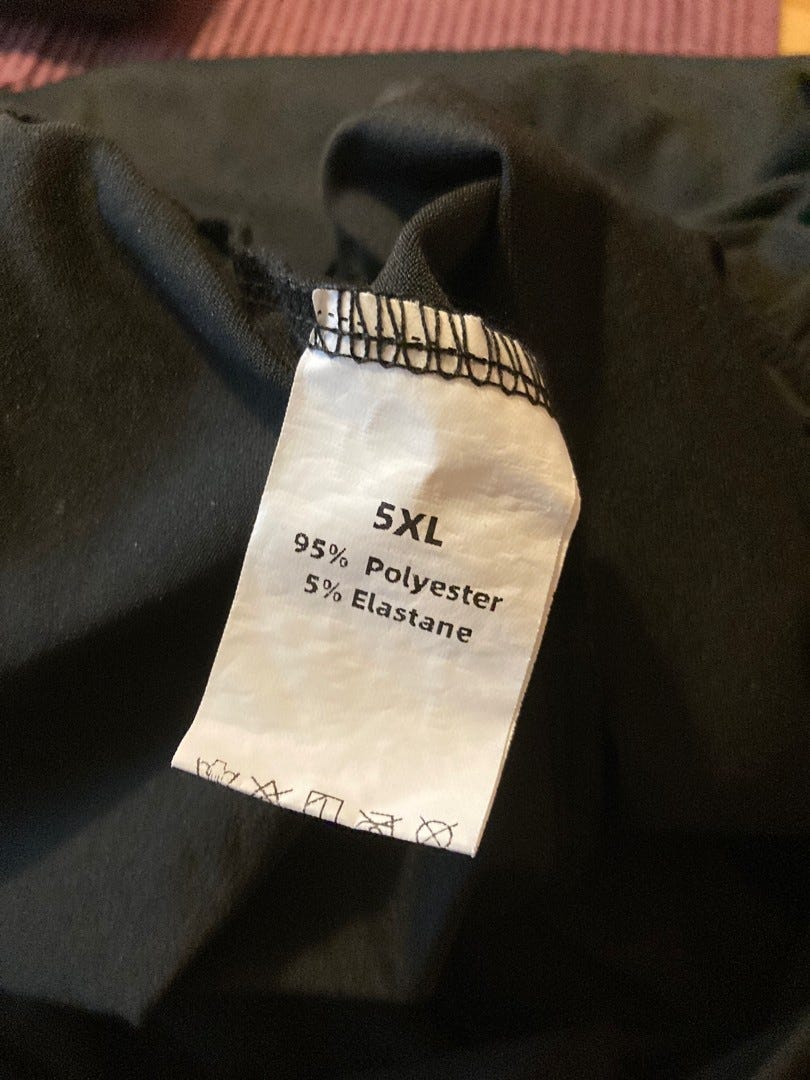 5XL
95% Polyester
5% Elastane